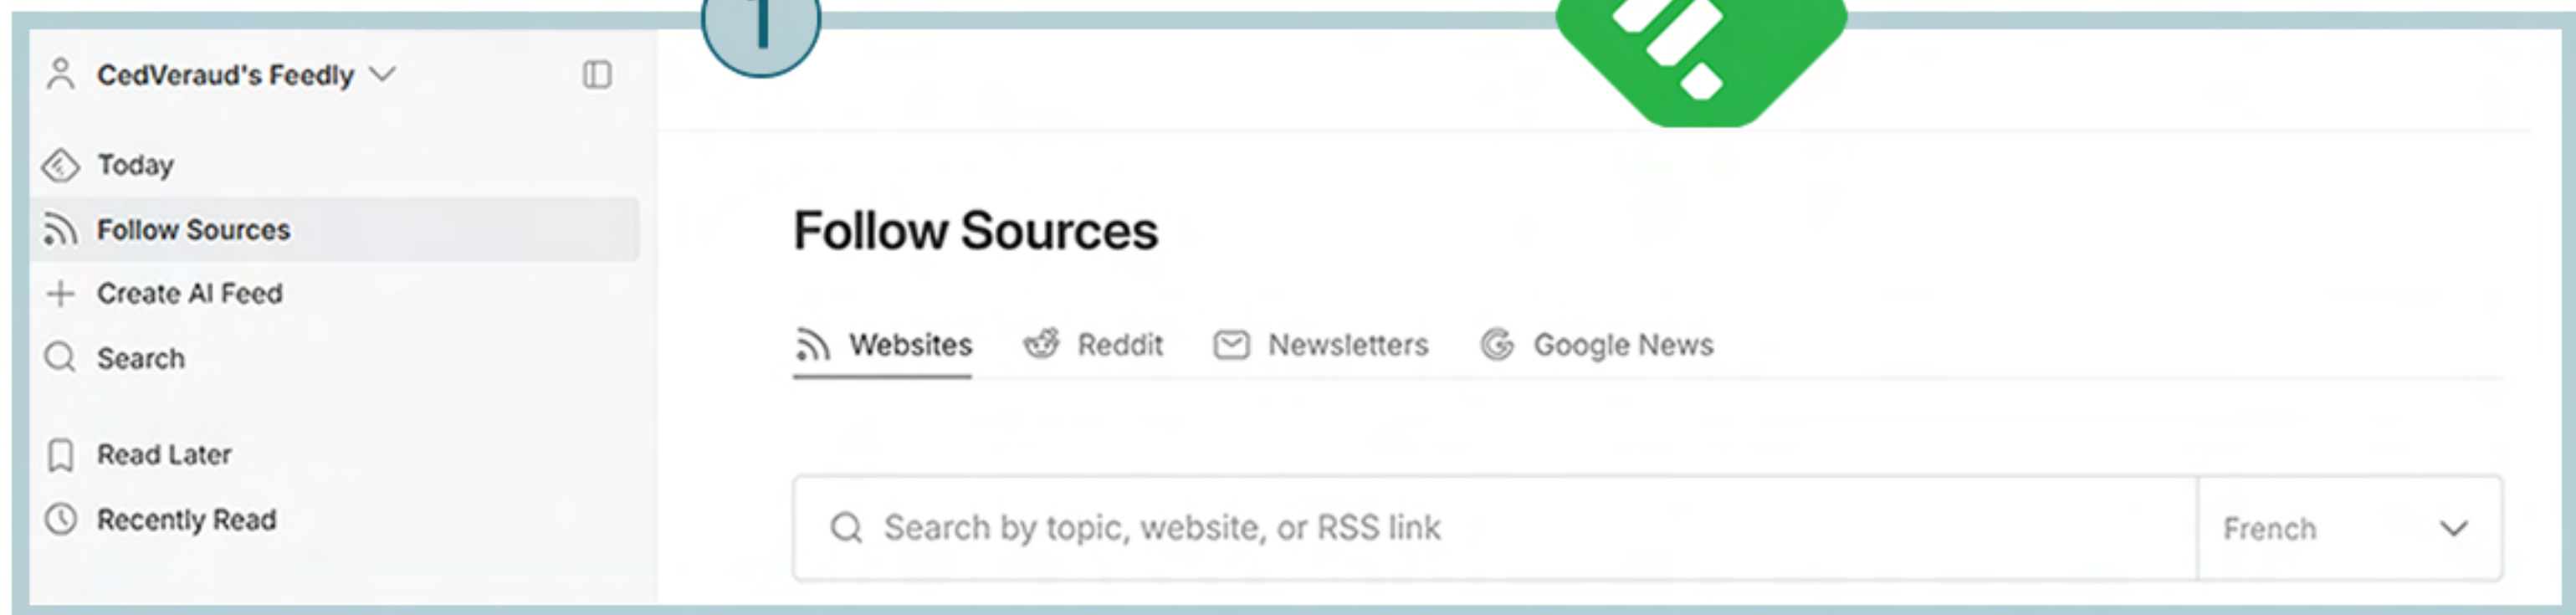 1
CedVeraud's Feedly
Today
Follow Sources
Create AI Feed
Search
Read Later
Recently Read
Follow Sources
Websites Reddit Newsletters Google News
Search by topic, website, or RSS link French